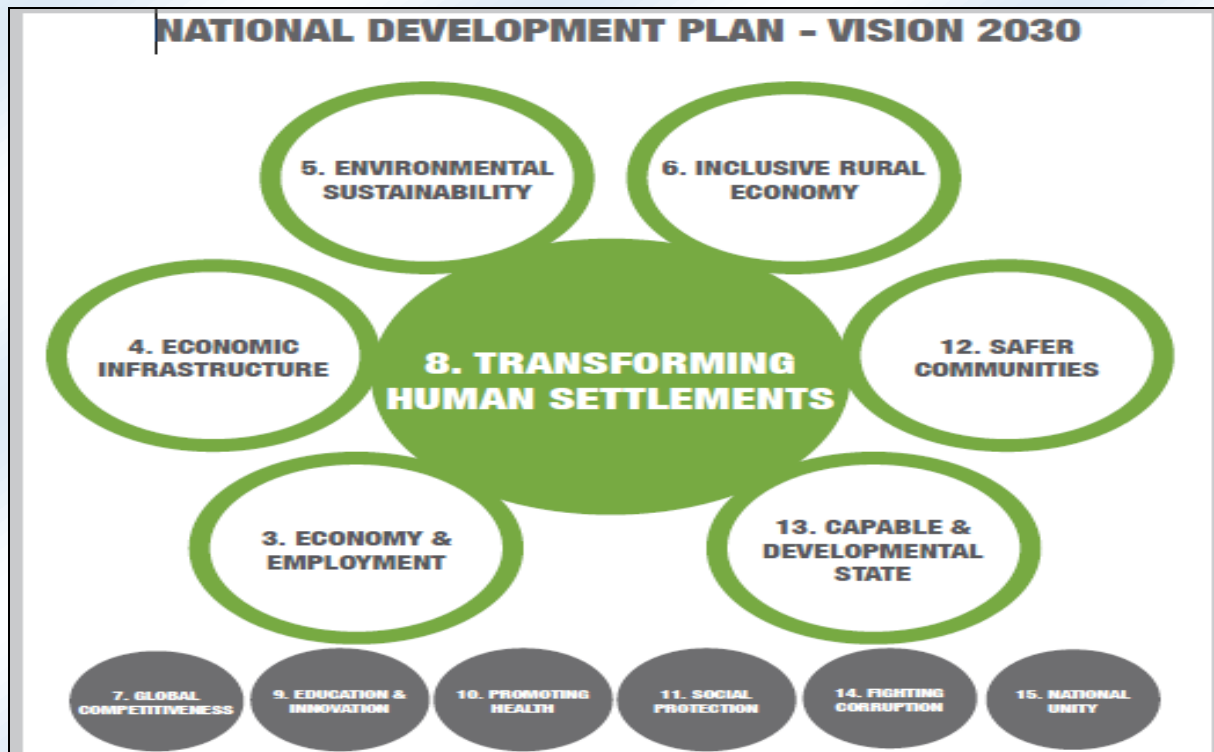 NATIONAL DEVELOPMENT PLAN - VISION 2030
5. ENVIRONMENTAL
SUSTAINABILITY
6. INCLUSIVE RURAL
ECONOMY
4. ECONOMIC
INFRASTRUCTURE
8. TRANSFORMING
HUMAN SETTLEMENTS
12. SAFER
COMMUNITIES
3. ECONOMY &
EMPLOYMENT
13. CAPABLE &
DEVELOPMENTAL
STATE
7. GLOBAL
COMPETITIVENESS
9. EDUCATION &
INNOVATION
10. PROMOTING
HEALTH
11. SOCIAL
PROTECTION
14. FIGHTING
CORRUPTION
15. NATIONAL
UNITY